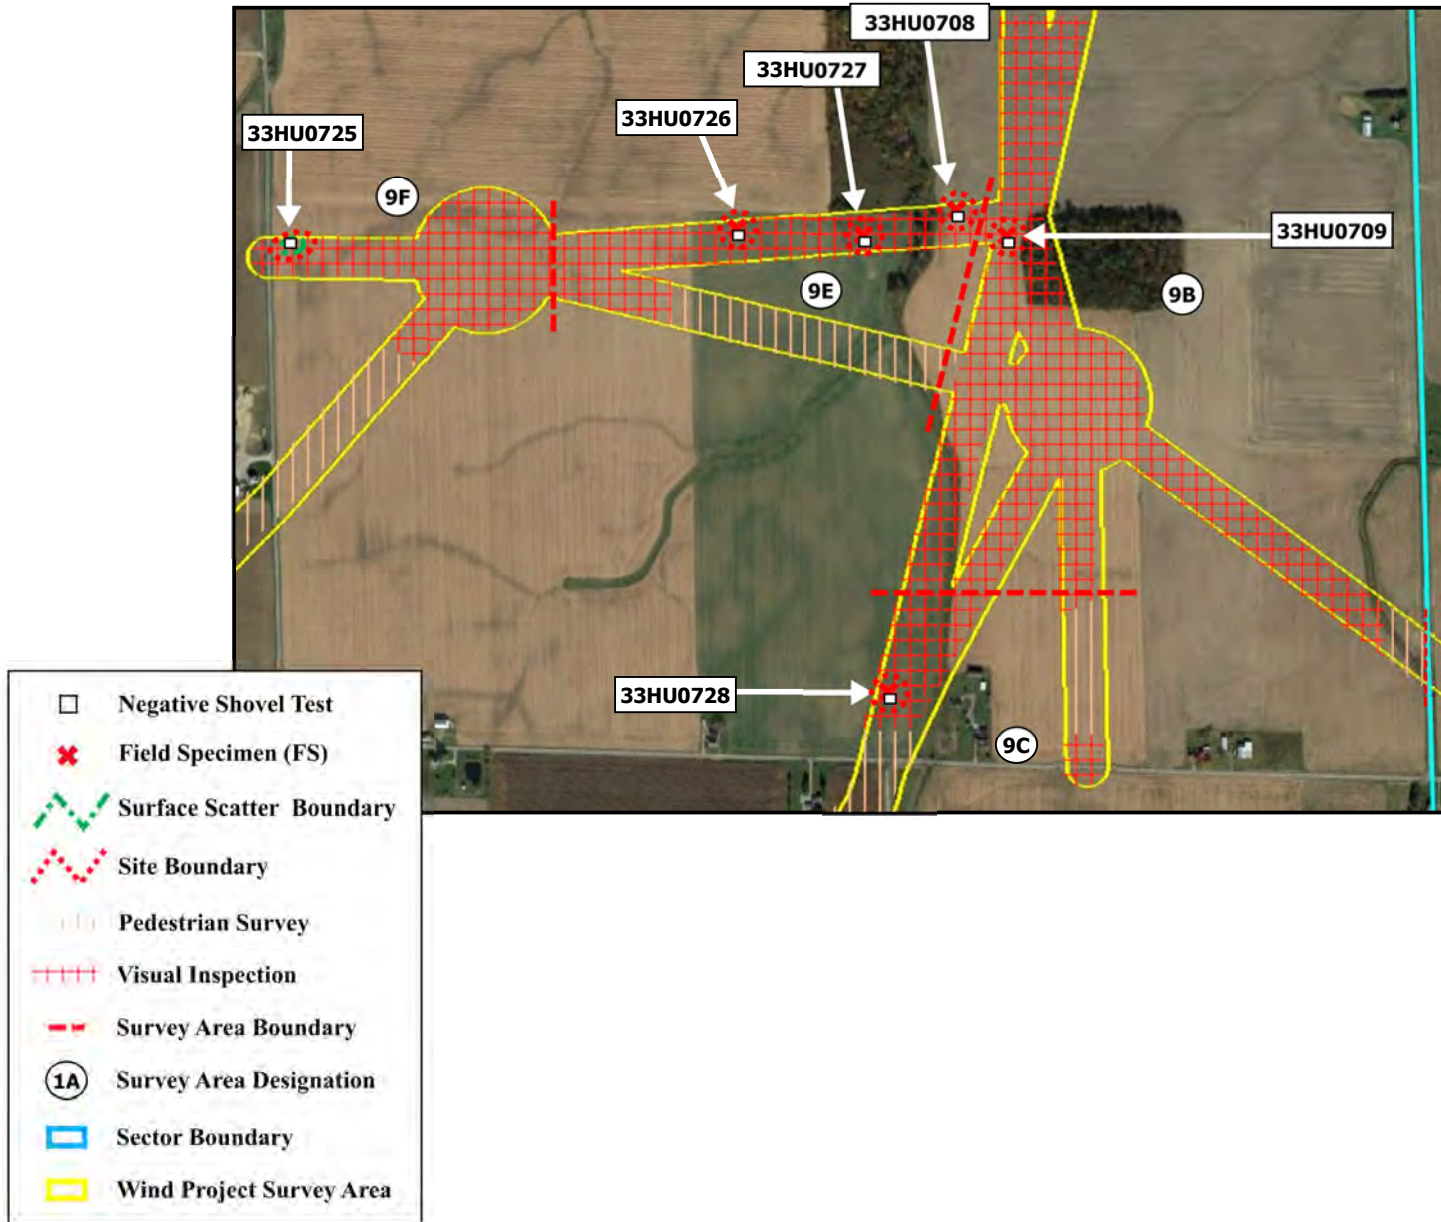 33HU0708
33HU0727
33HU0726
33HU0725
9F
33HU0709
9E
9B
33HU0728
9C
Negative Shovel Test
Field Specimen (FS)
Surface Scatter Boundary
Site Boundary
Pedestrian Survey
Visual Inspection
Survey Area Boundary
1A Survey Area Designation
Sector Boundary
Wind Project Survey Area